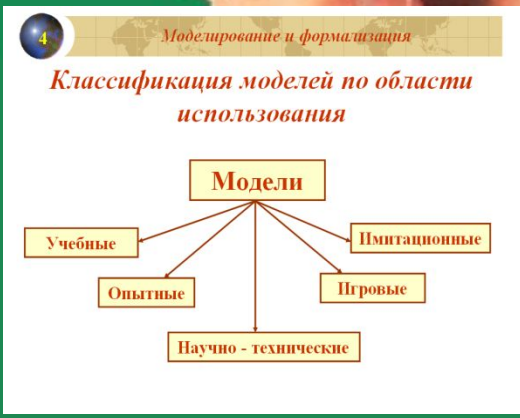 4
Моделирование и формализация
Классификация моделей по области
использования
Модели
Учебные
Имитационные
Опытные
Игровые
Научно - технические